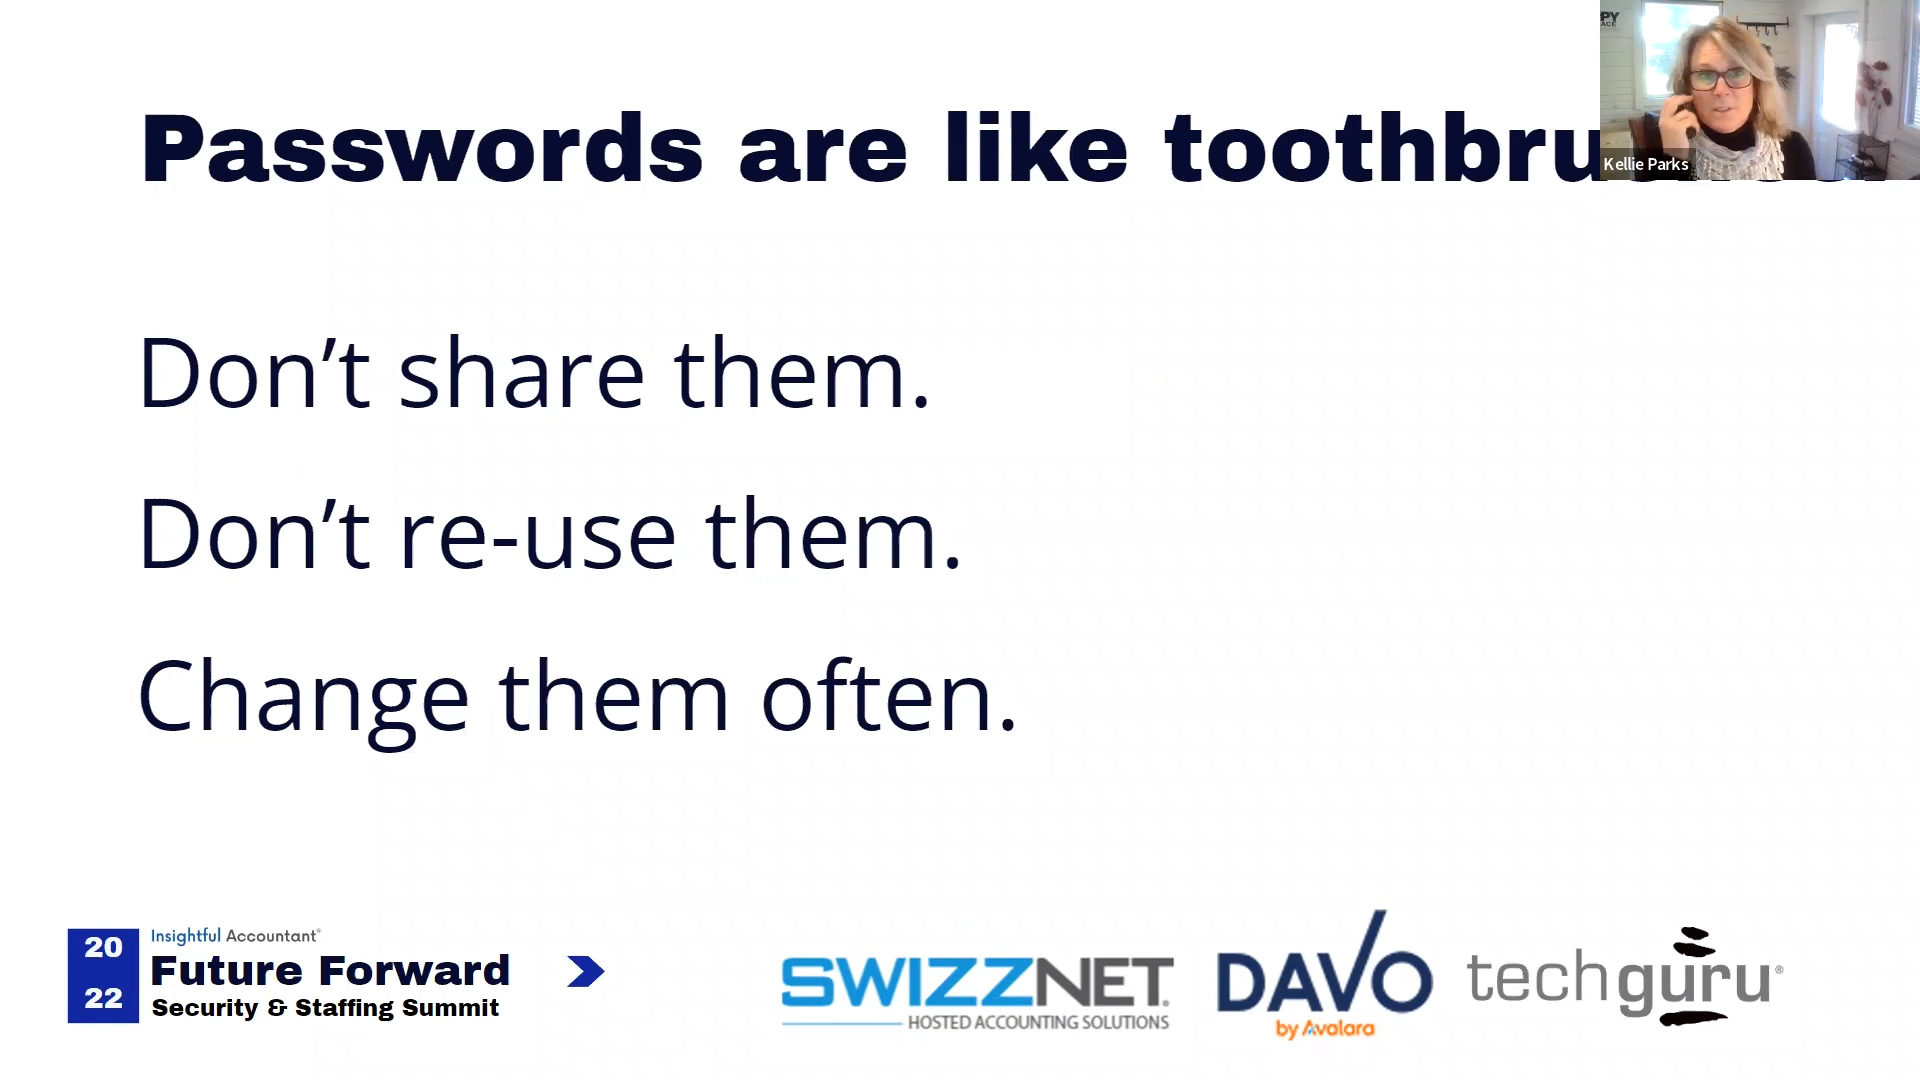 Passwords are like toothbru
Kellie Parks
Don’t share them.
Don’t re-use them.
Change them often.
20
22
Insightful Accountant®
Future Forward
Security & Staffing Summit
SWIZZNET®
HOSTED ACCOUNTING SOLUTIONS
DAVO
by Avalara
techguru®